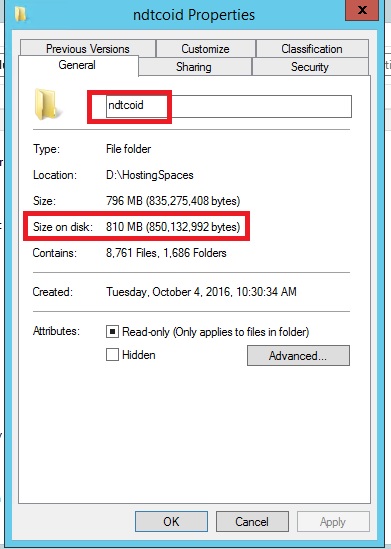 ndtcoid Properties
x
Previous Versions Customize Classification
General Sharing Security
ndtcoid
Type: File folder
Location: D:\HostingSpaces
Size: 796 MB (835,275,408 bytes)
Size on disk: 810 MB (850,132,992 bytes)
Contains: 8,761 Files, 1,686 Folders
Created: Tuesday, October 4, 2016, 10:30:34 AM
Attributes: Read-only (Only applies to files in folder)
Hidden Advanced...
OK Cancel Apply